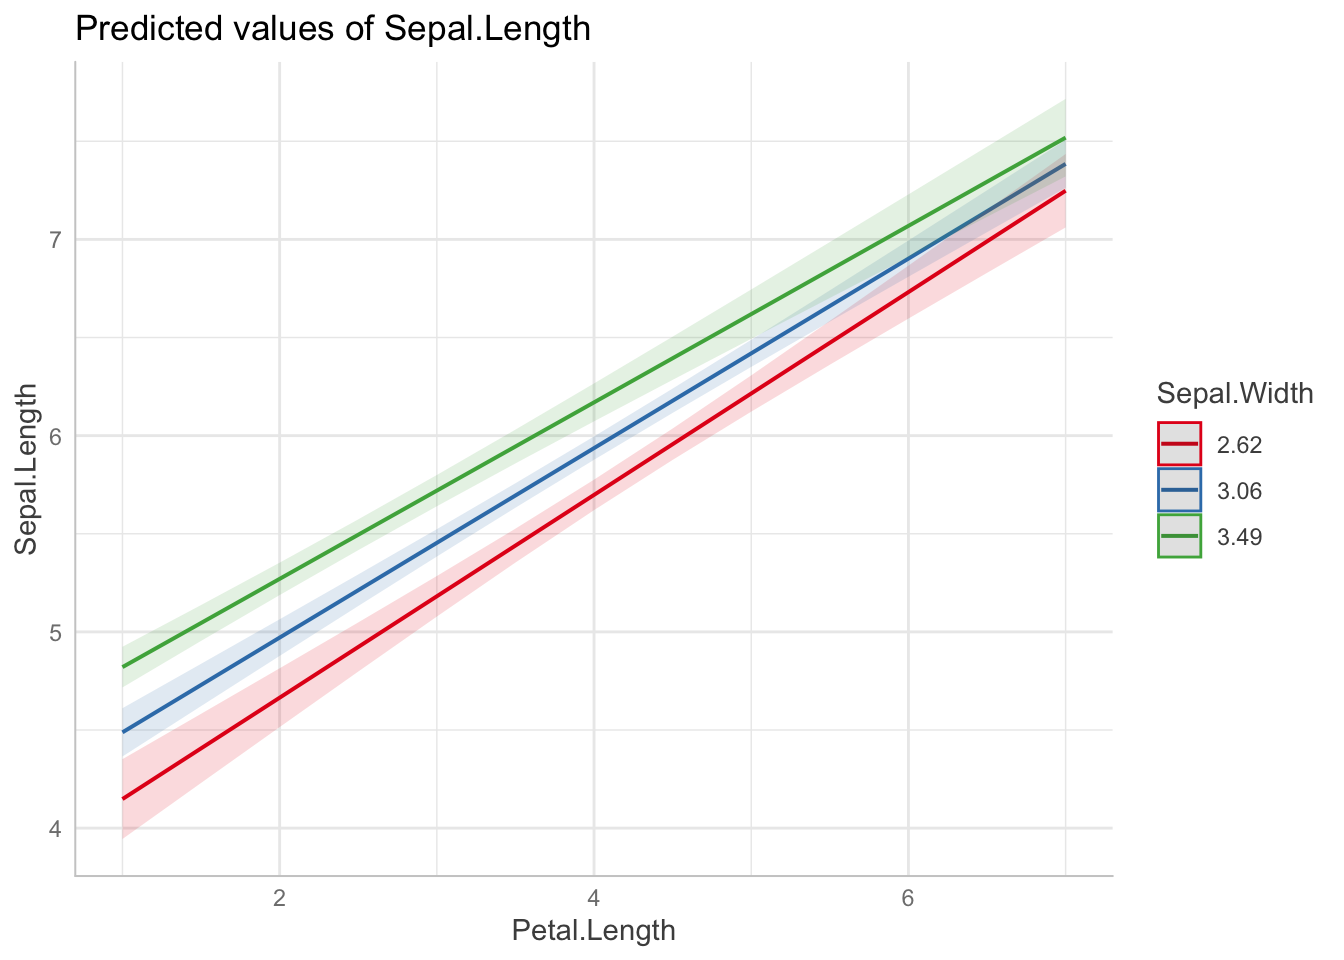 Predicted values of Sepal.Length
7
6
5
4
Sepal.Length
2 4 6
Petal.Length
Sepal.Width
2.62
3.06
3.49